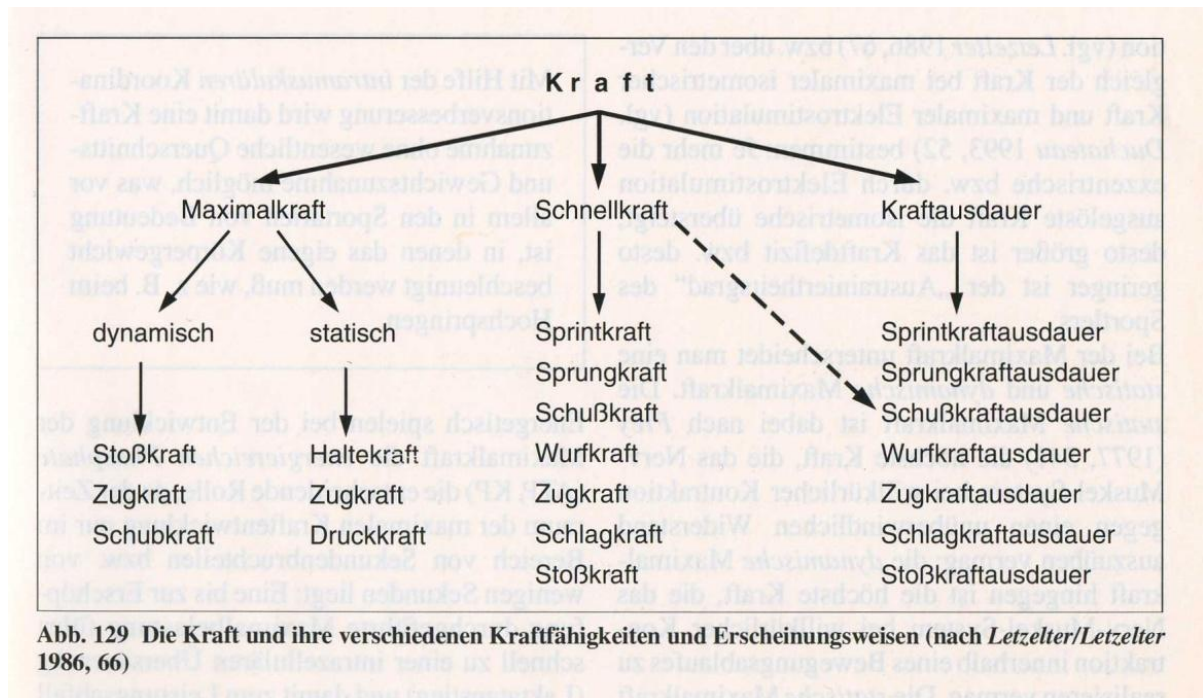 Kraft
Maximalkraft
Schnellkraft
Kraftausdauer
dynamisch
statisch
Stoßkraft
Zugkraft
Schubkraft
Haltekraft
Zugkraft
Druckkraft
Sprintkraft
Sprungkraft
Schußkraft
Wurfkraft
Zugkraft
Schlagkraft
Stoßkraft
Sprintkraftausdauer
Sprungkraftausdauer
Schußkraftausdauer
Wurfkraftausdauer
Zugkraftausdauer
Schlagkraftausdauer
Stoßkraftausdauer
Abb. 129 Die Kraft und ihre verschiedenen Kraftfähigkeiten und Erscheinungsweisen (nach Letzelter/Letzelter
1986, 66)